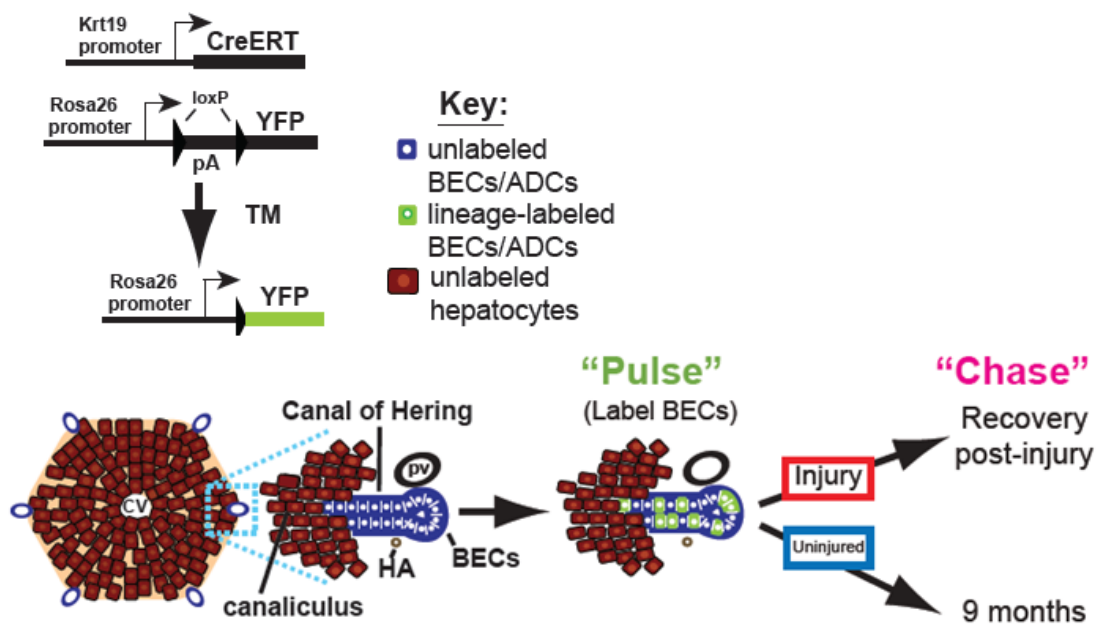 Krt19
promoter
CreERT
Rosa26
promoter
loxP
YFP
pA
TM
Rosa26
promoter
YFP
Key:
unlabeled
BECs/ADCs
lineage-labeled
BECs/ADCs
unlabeled
hepatocytes
CV
Canal of Hering
pv
HA
BECs
canaliculus
“Pulse”
(Label BECs)
Injury
Uninjured
“Chase”
Recovery
post-injury
9 months